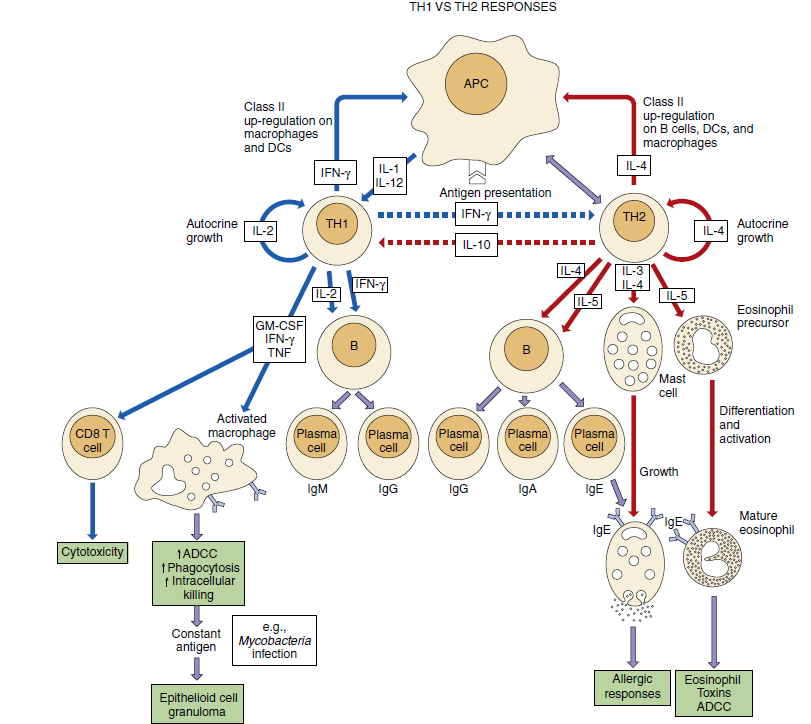 TH1 VS TH2 RESPONSES
APC
Class II
up-regulation on
macrophages
and DCs
Class II
up-regulation
on B cells, DCs, and
macrophages
IFN-γ
IL-1
IL-12
IL-4
Antigen presentation
Autocrine
growth
IL-2
TH1
IFN-γ
IL-10
TH2
IL-4
Autocrine
growth
IL-2
IFN-γ
IL-4
IL-5
IL-3
IL-4
IL-5
GM-CSF
IFN-γ
TNF
B
B
Mast
cell
Eosinophil
precursor
CD8 T
cell
Activated
macrophage
Plasma
cell
Plasma
cell
Plasma
cell
Plasma
cell
Plasma
cell
IgM
IgG
IgG
IgA
IgE
Growth
Differentiation
and
activation
IgE
IgE
Mature
eosinophil
Cytotoxicity
↑ADCC
↑Phagocytosis
↑Intracellular
killing
Constant
antigen
e.g.,
Mycobacteria
infection
Epithelioid cell
granuloma
Allergic
responses
Eosinophil
Toxins
ADCC